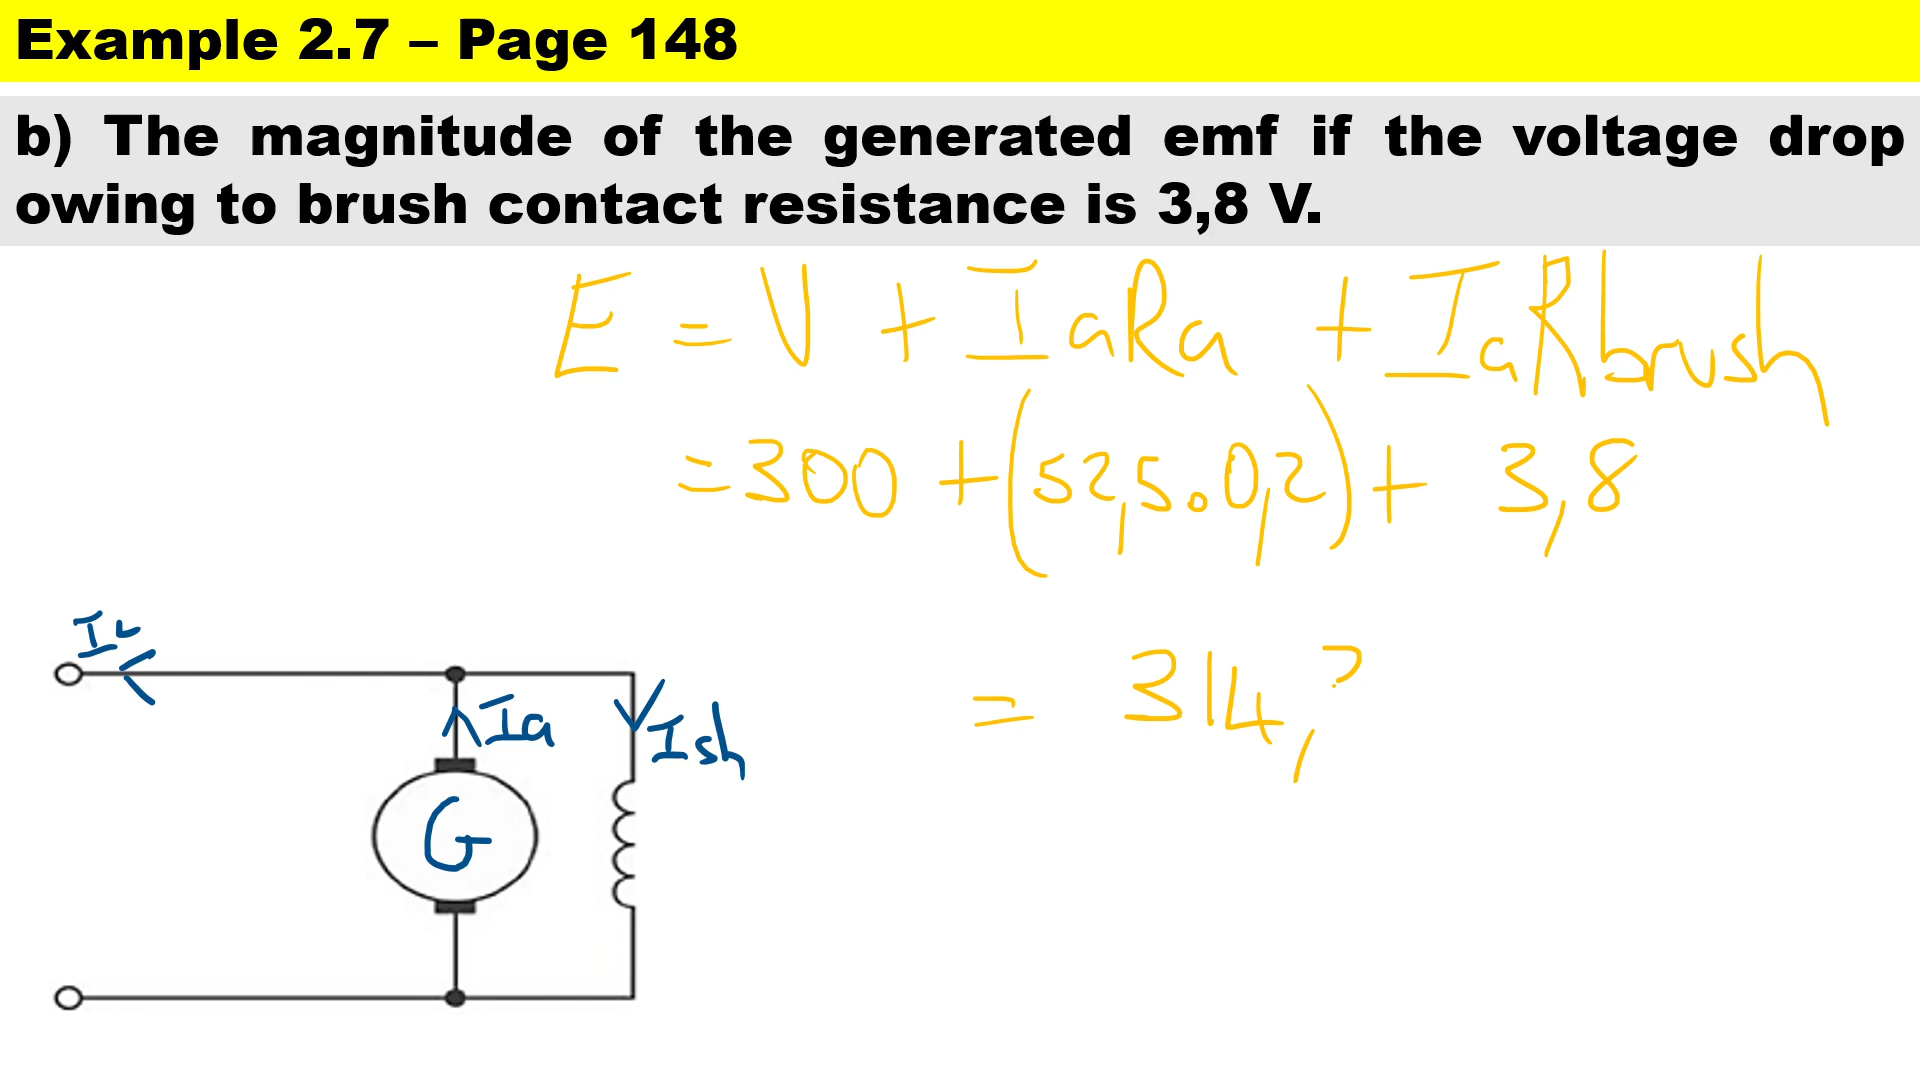 Example 2.7 – Page 148
b) The magnitude of the generated emf if the voltage drop
owing to brush contact resistance is 3,8 V.
E = V + IaRa + IaRbrush
=300 +(52,5.0,2)+ 3,8
= 314,?
IL
Ia
Ish
G